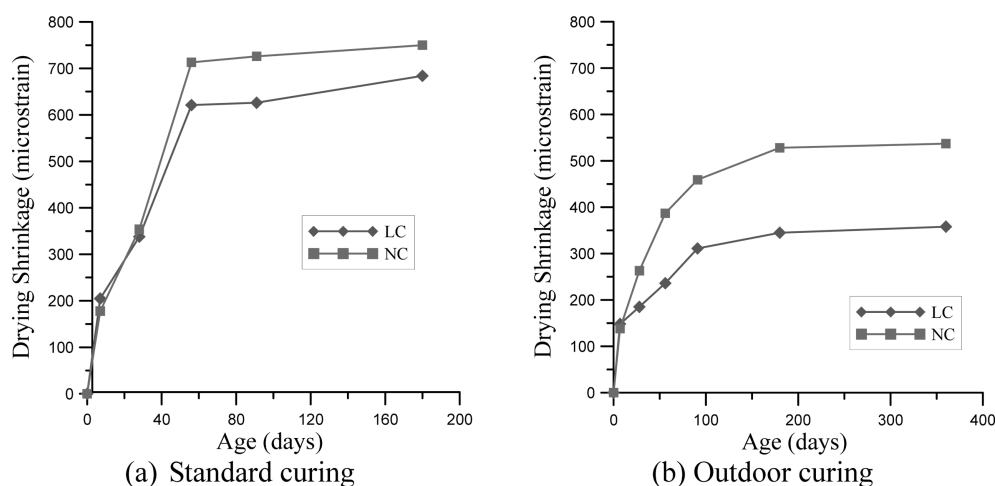 800
700
600
500
400
300
200
100
0
Drying Shrinkage (microstrain)
LC
NC
0 40 80 120 160 200
Age (days)
(a) Standard curing
800
700
600
500
400
300
200
100
0
Drying Shrinkage (microstrain)
LC
NC
0 100 200 300 400
Age (days)
(b) Outdoor curing